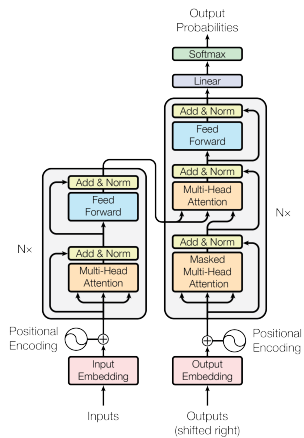 Output
Probabilities
Softmax
Linear
Add & Norm
Feed
Forward
Add & Norm
Multi-Head
Attention
Add & Norm
Masked
Multi-Head
Attention
N×
Positional
Encoding
Output
Embedding
Outputs
(shifted right)
Add & Norm
Feed
Forward
Add & Norm
Multi-Head
Attention
N×
Positional
Encoding
Input
Embedding
Inputs